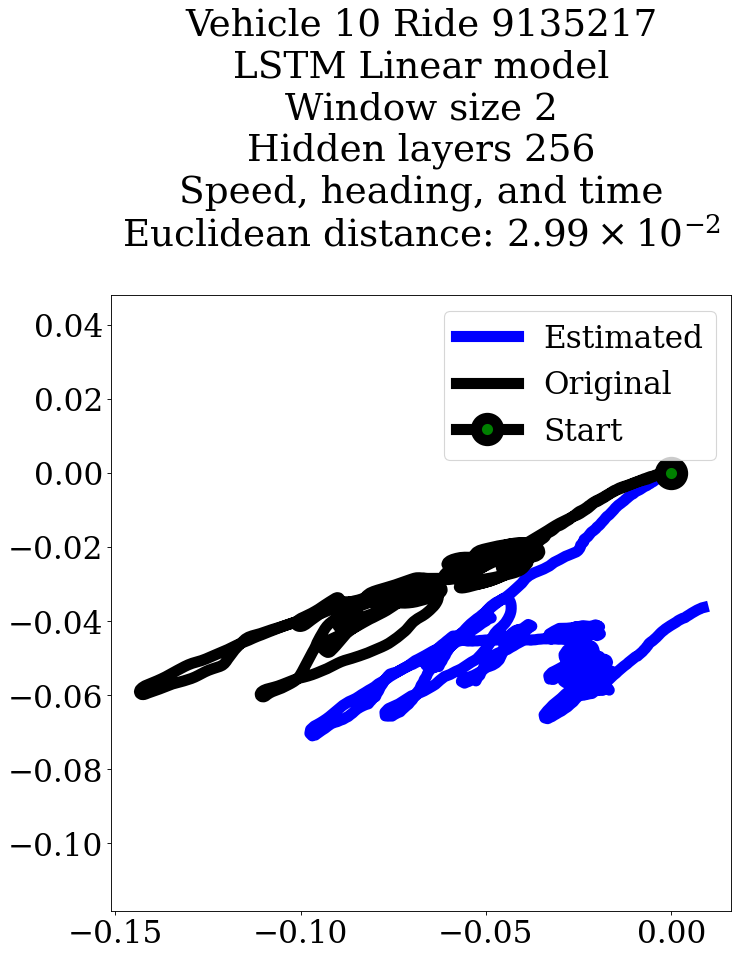 Vehicle 10 Ride 9135217
LSTM Linear model
Window size 2
Hidden layers 256
Speed, heading, and time
Euclidean distance: 2.99 × 10⁻²
Estimated
Original
Start
0.04
0.02
0.00
−0.02
−0.04
−0.06
−0.08
−0.10
−0.15 −0.10 −0.05 0.00